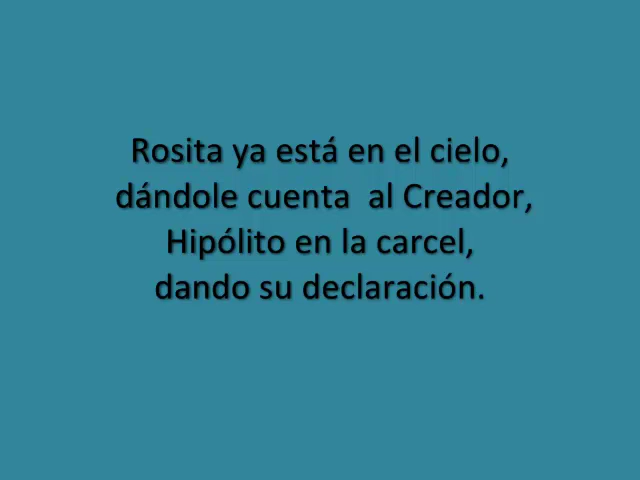 Rosita ya está en el cielo,
dándole cuenta  al Creador,
Hipólito en la carcel,
dando su declaración.